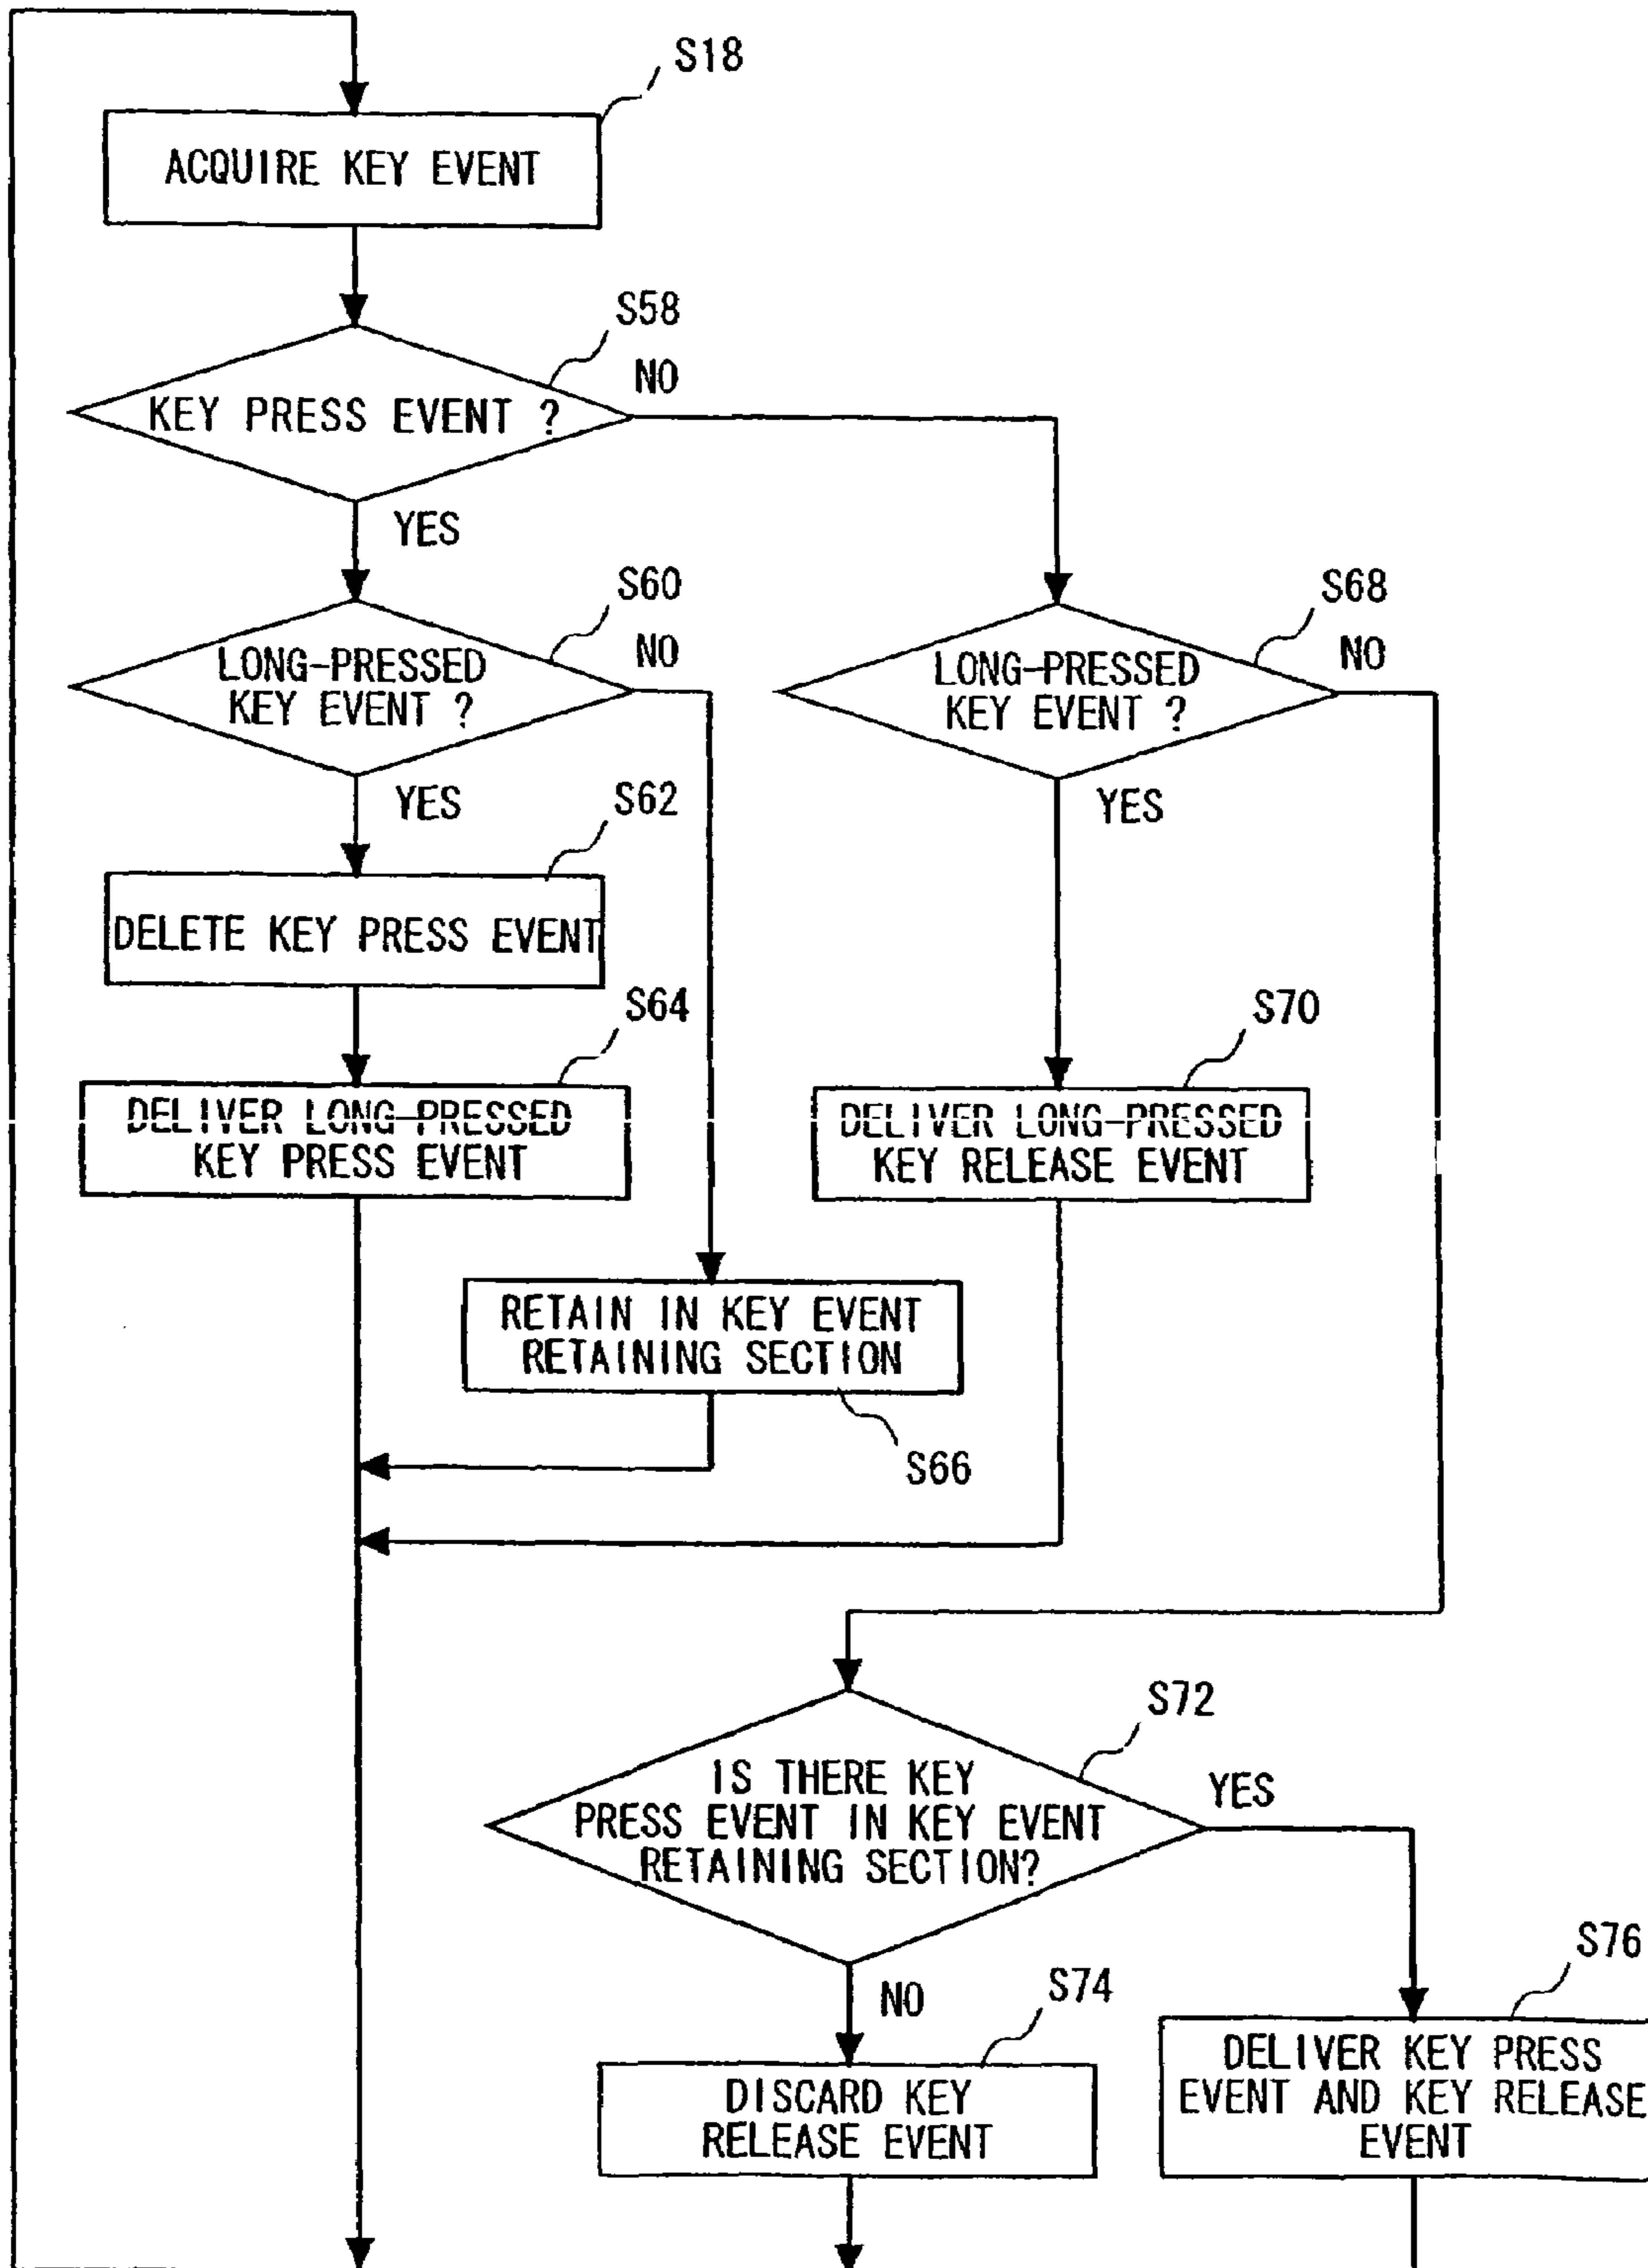 S18
ACQUIRE KEY EVENT
S58
NO
KEY PRESS EVENT ?
YES
S60
NO
LONG-PRESSED
KEY EVENT ?
YES
S68
NO
LONG-PRESSED
KEY EVENT ?
YES
S62
DELETE KEY PRESS EVENT
S64
DELIVER LONG-PRESSED
KEY PRESS EVENT
S70
DELIVER LONG-PRESSED
KEY RELEASE EVENT
RETAIN IN KEY EVENT
RETAINING SECTION
S66
S72
IS THERE KEY
PRESS EVENT IN KEY EVENT
RETAINING SECTION?
YES
NO
S74
DISCARD KEY
RELEASE EVENT
S76
DELIVER KEY PRESS
EVENT AND KEY RELEASE
EVENT